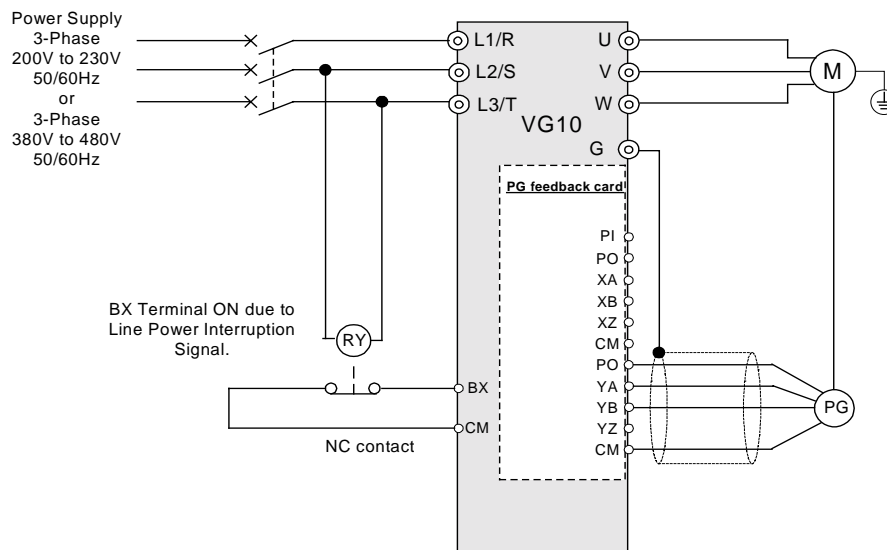 Power Supply
3-Phase
200V to 230V
50/60Hz
or
3-Phase
380V to 480V
50/60Hz
L1/R
L2/S
L3/T
U
V
W
M
VG10
G
PG feedback card
PI
PO
XA
XB
XZ
CM
PO
YA
YB
YZ
CM
PG
BX Terminal ON due to
Line Power Interruption
Signal.
RY
BX
CM
NC contact